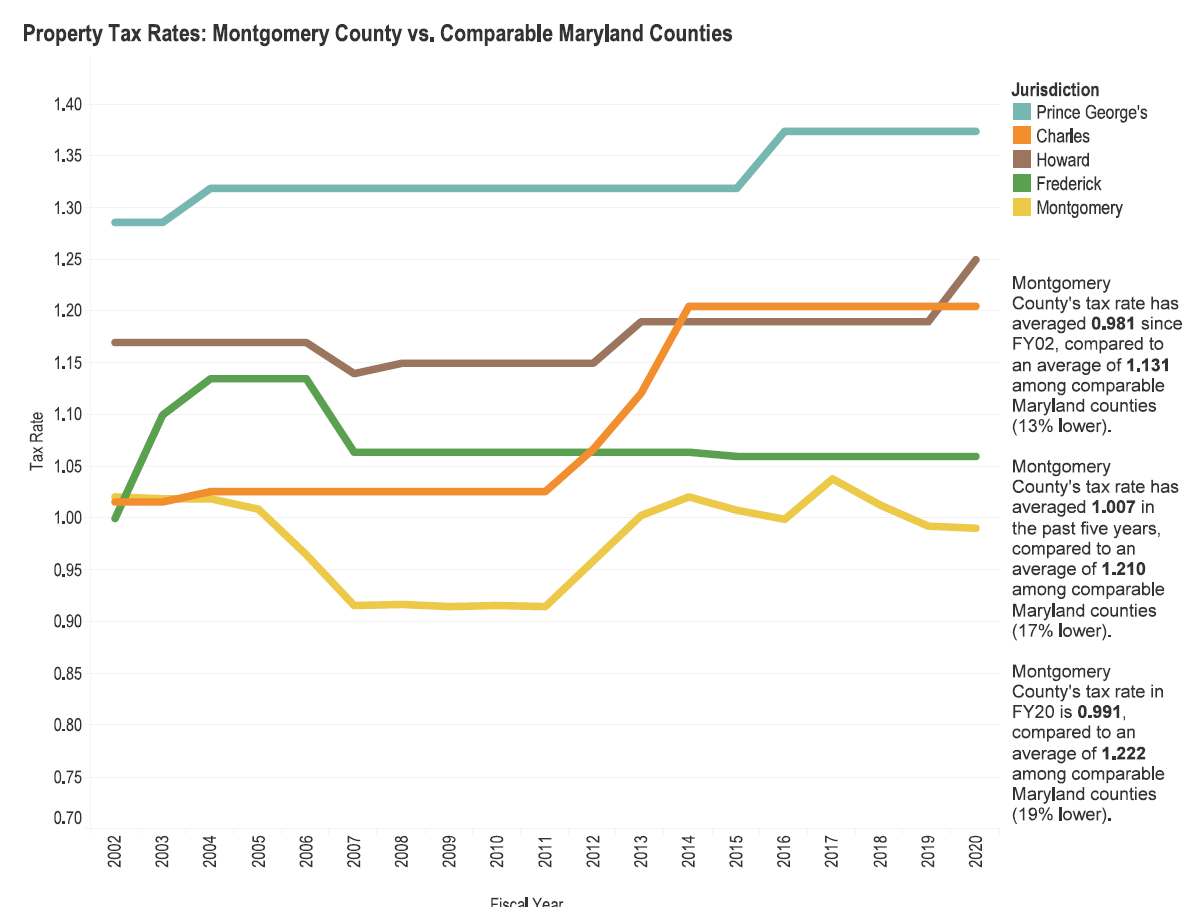 Property Tax Rates: Montgomery County vs. Comparable Maryland Counties
Jurisdiction
Prince George's
Charles
Howard
Frederick
Montgomery
Montgomery
County's tax rate has
averaged 0.981 since
FY02, compared to
an average of 1.131
among comparable
Maryland counties
(13% lower).
Montgomery
County's tax rate has
averaged 1.007 in
the past five years,
compared to an
average of 1.210
among comparable
Maryland counties
(17% lower).
Montgomery
County's tax rate in
FY20 is 0.991,
compared to an
average of 1.222
among comparable
Maryland counties
(19% lower).
Tax Rate
1.40
1.35
1.30
1.25
1.20
1.15
1.10
1.05
1.00
0.95
0.90
0.85
0.80
0.75
0.70
2002
2003
2004
2005
2006
2007
2008
2009
2010
2011
2012
2013
2014
2015
2016
2017
2018
2019
2020
Fiscal Year